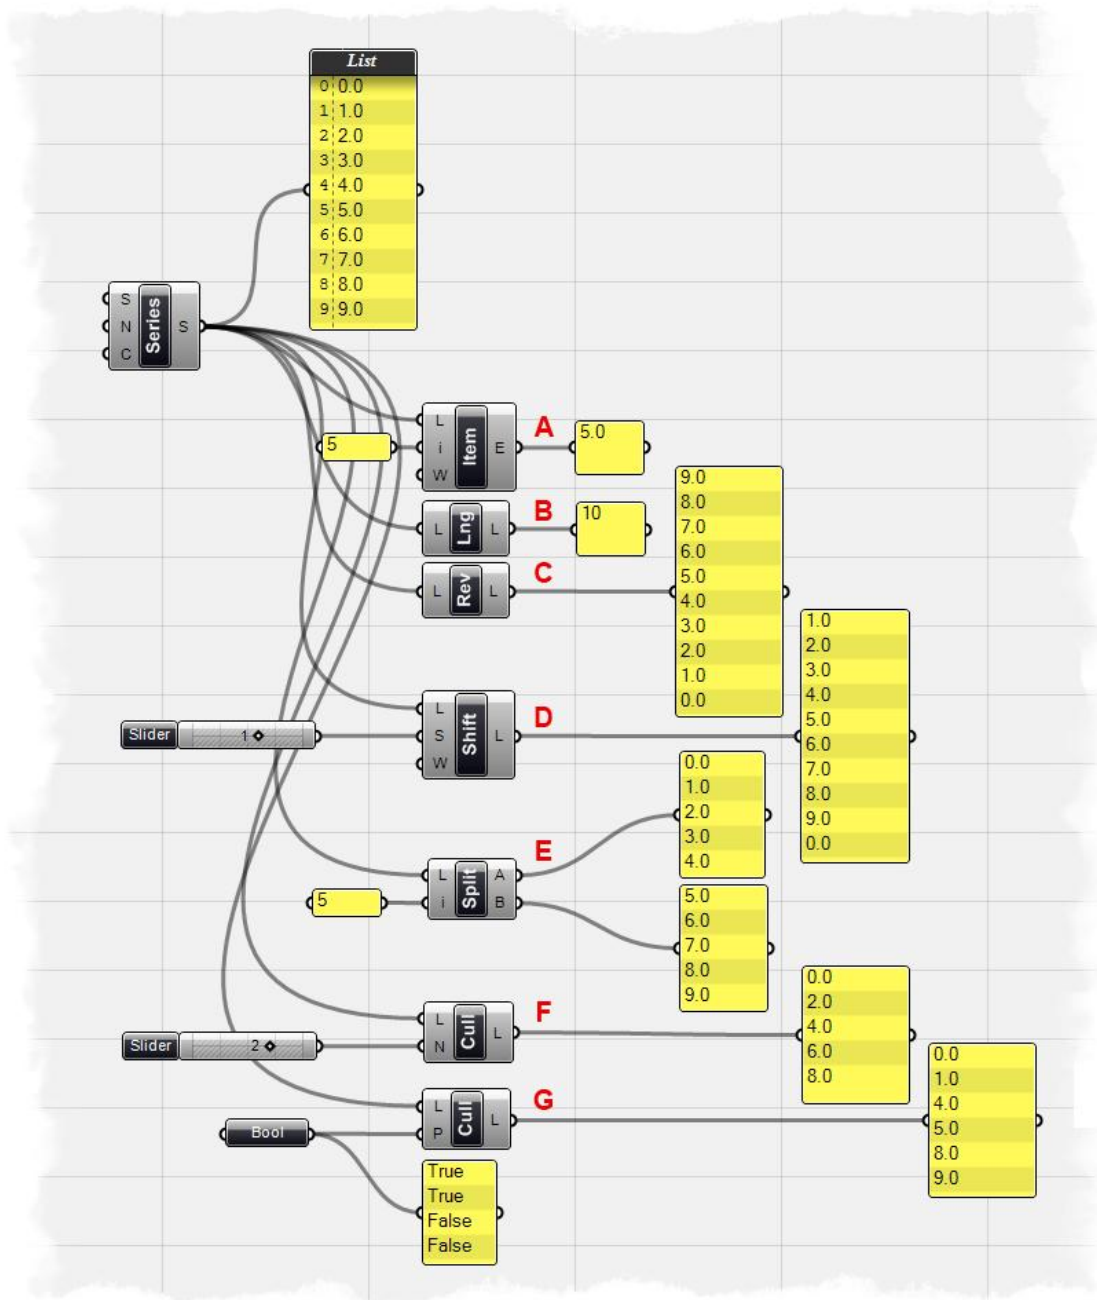 List
0 0.0
1 1.0
2 2.0
3 3.0
4 4.0
5 5.0
6 6.0
7 7.0
8 8.0
9 9.0
S
N
C
Series
S
L
i
W
Item
E
5
A
5.0
L
Lng
L
B
10
L
Rev
L
C
9.0
8.0
7.0
6.0
5.0
4.0
3.0
2.0
1.0
0.0
Slider
1
L
S
W
Shift
L
D
1.0
2.0
3.0
4.0
5.0
6.0
7.0
8.0
9.0
0.0
5
L
i
Split
A
B
E
0.0
1.0
2.0
3.0
4.0
5.0
6.0
7.0
8.0
9.0
Slider
2
L
N
Cull
L
F
0.0
2.0
4.0
6.0
8.0
Bool
L
P
Cull
L
G
0.0
1.0
4.0
5.0
8.0
9.0
True
True
False
False